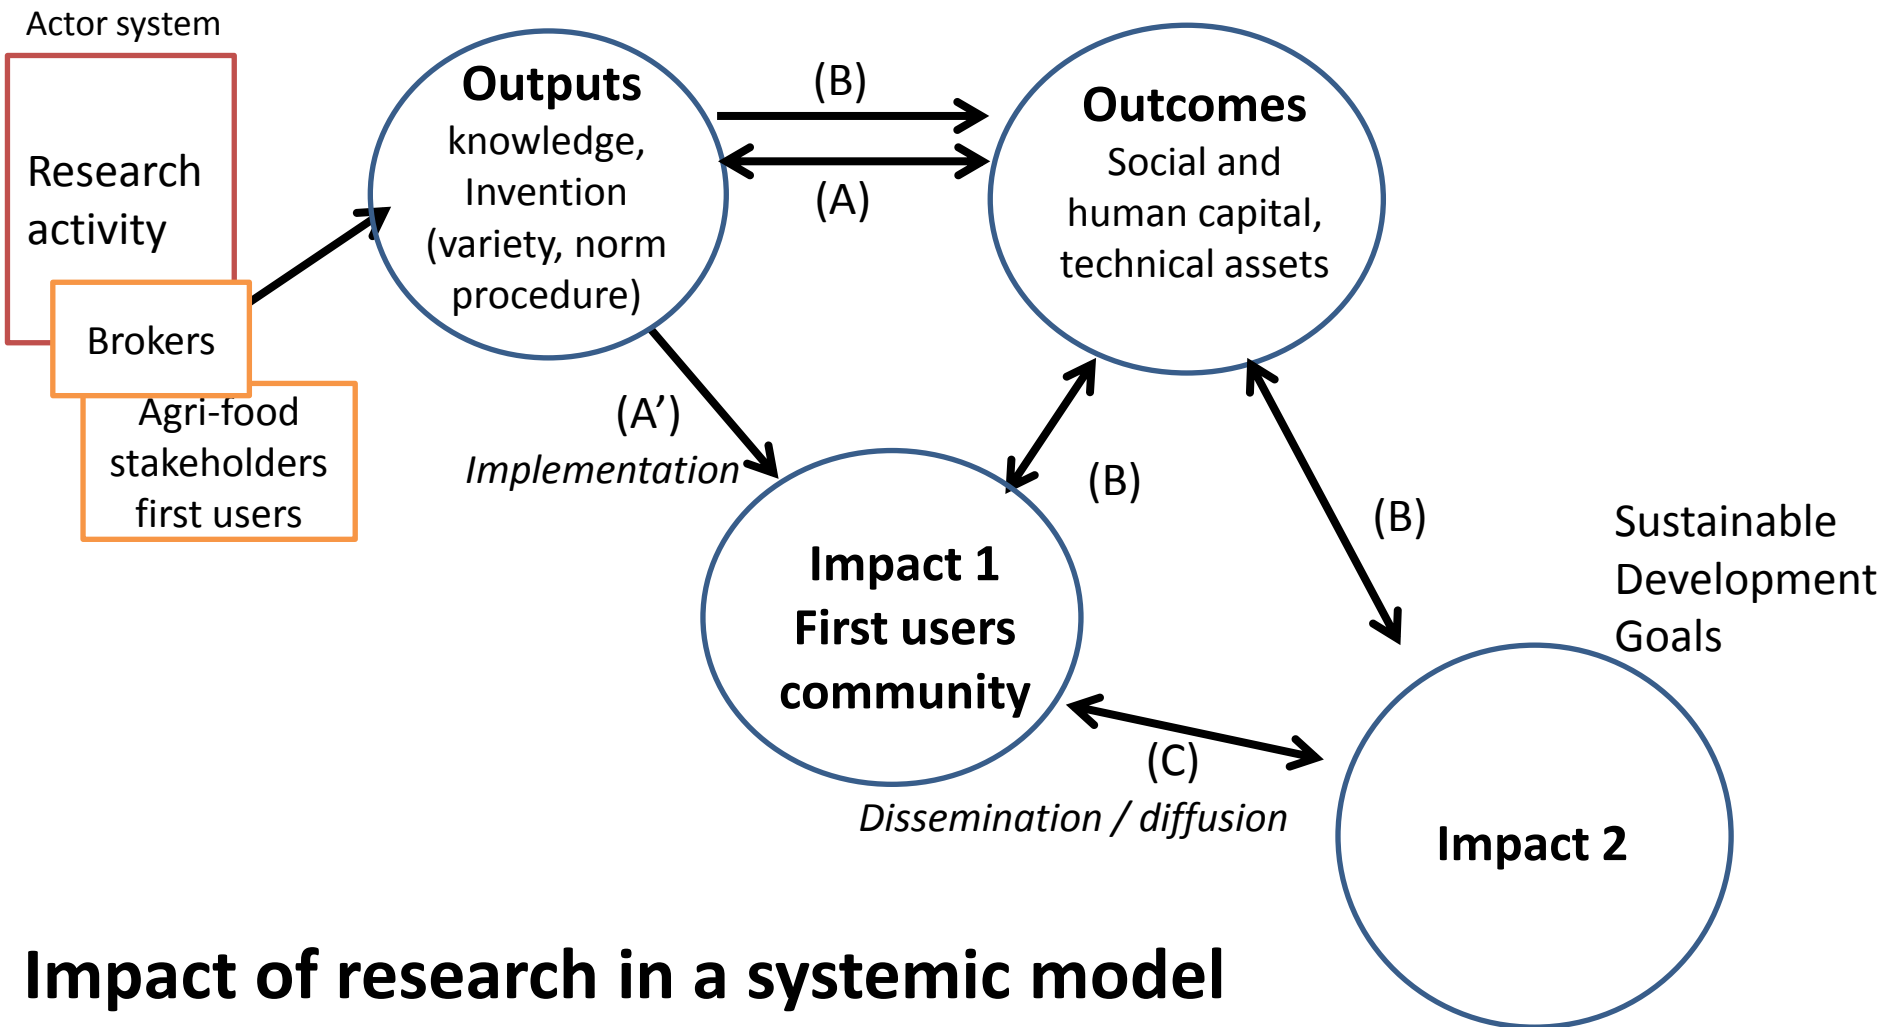 Actor system
Research
activity
Brokers
Agri-food
stakeholders
first users
Outputs
knowledge,
Invention
(variety, norm
procedure)
(B)
(A)
Outcomes
Social and
human capital,
technical assets
(A’)
Implementation
(B)
(B)
Impact 1
First users
community
Sustainable
Development
Goals
(C)
Dissemination / diffusion
Impact 2
Impact of research in a systemic model